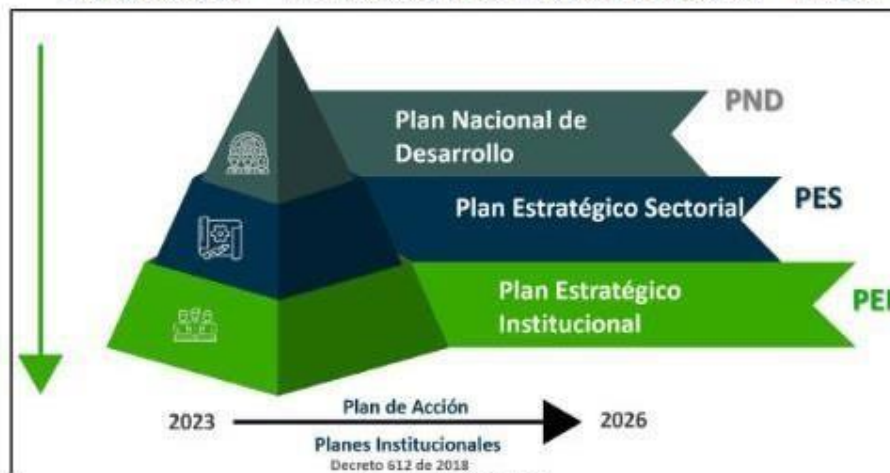 Plan Nacional de
Desarrollo
PND
Plan Estratégico Sectorial
PES
Plan Estratégico
Institucional
2023
Plan de Acción
2026
Planes Institucionales
Decreto 612 de 2018